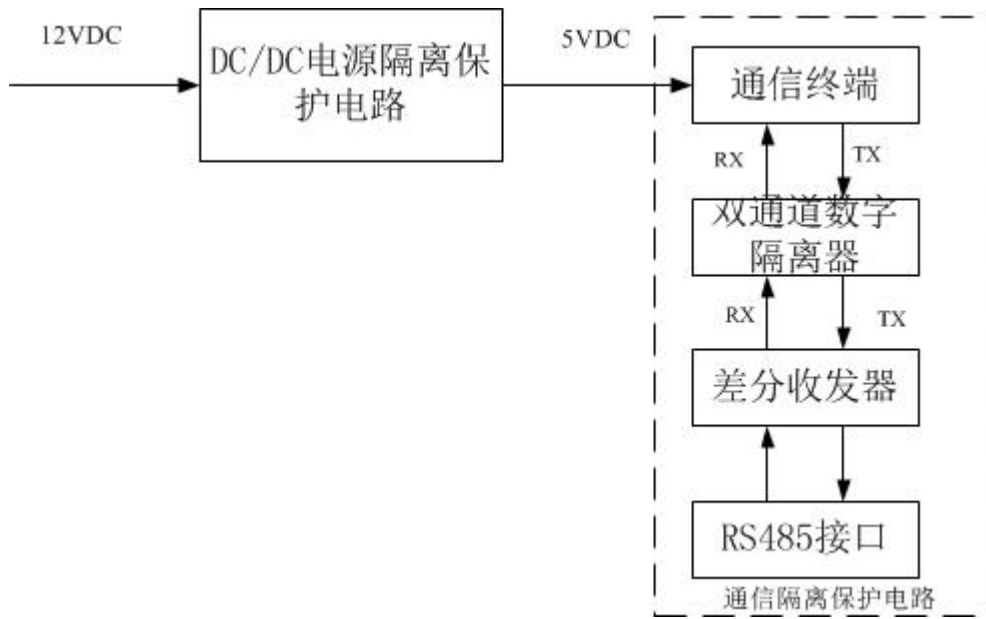 12VDC
DC/DC电源隔离保
护电路
5VDC
通信终端
RX
TX
双通道数字
隔离器
RX
TX
差分收发器
RS485接口
通信隔离保护电路